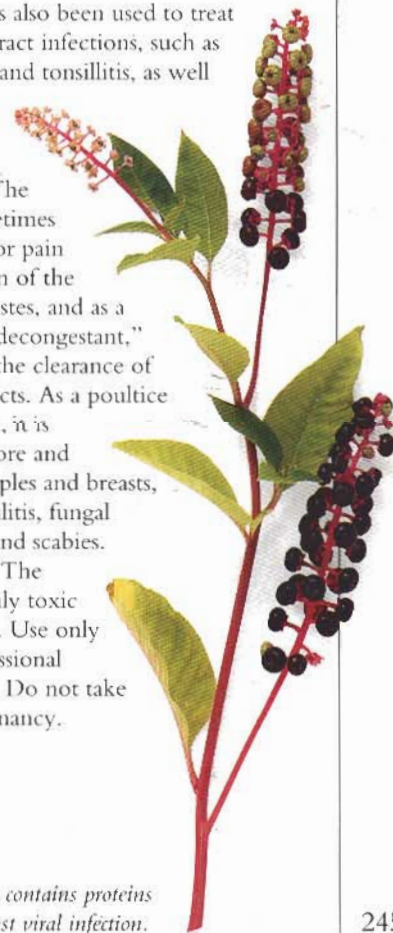 s also been used to treat
ract infections, such as
and tonsillitis, as well
The
etimes
or pain
n of the
stes, and as a
decongestant,"
the clearance of
cts. As a poultice
, it is
ore and
ples and breasts,
litis, fungal
nd scabies.
The
ly toxic
. Use only
ssional
Do not take
nancy.
contains proteins
st viral infection.
245